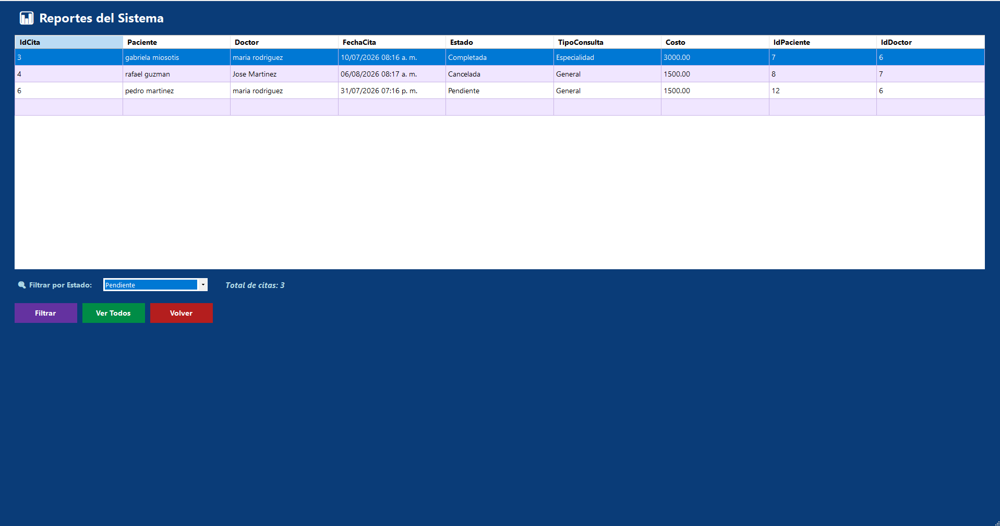 Reportes del Sistema
IdCita Paciente Doctor FechaCita Estado TipoConsulta Costo IdPaciente IdDoctor
3 gabriela miosotis maria rodriguez 10/07/2026 08:16 a. m. Completada Especialidad 3000.00 7 6
4 rafael guzman Jose Martinez 06/08/2026 08:17 a. m. Cancelada General 1500.00 8 7
6 pedro martinez maria rodriguez 31/07/2026 07:16 p. m. Pendiente General 1500.00 12 6
Filtrar por Estado: Pendiente Total de citas: 3
Filtrar Ver Todos Volver